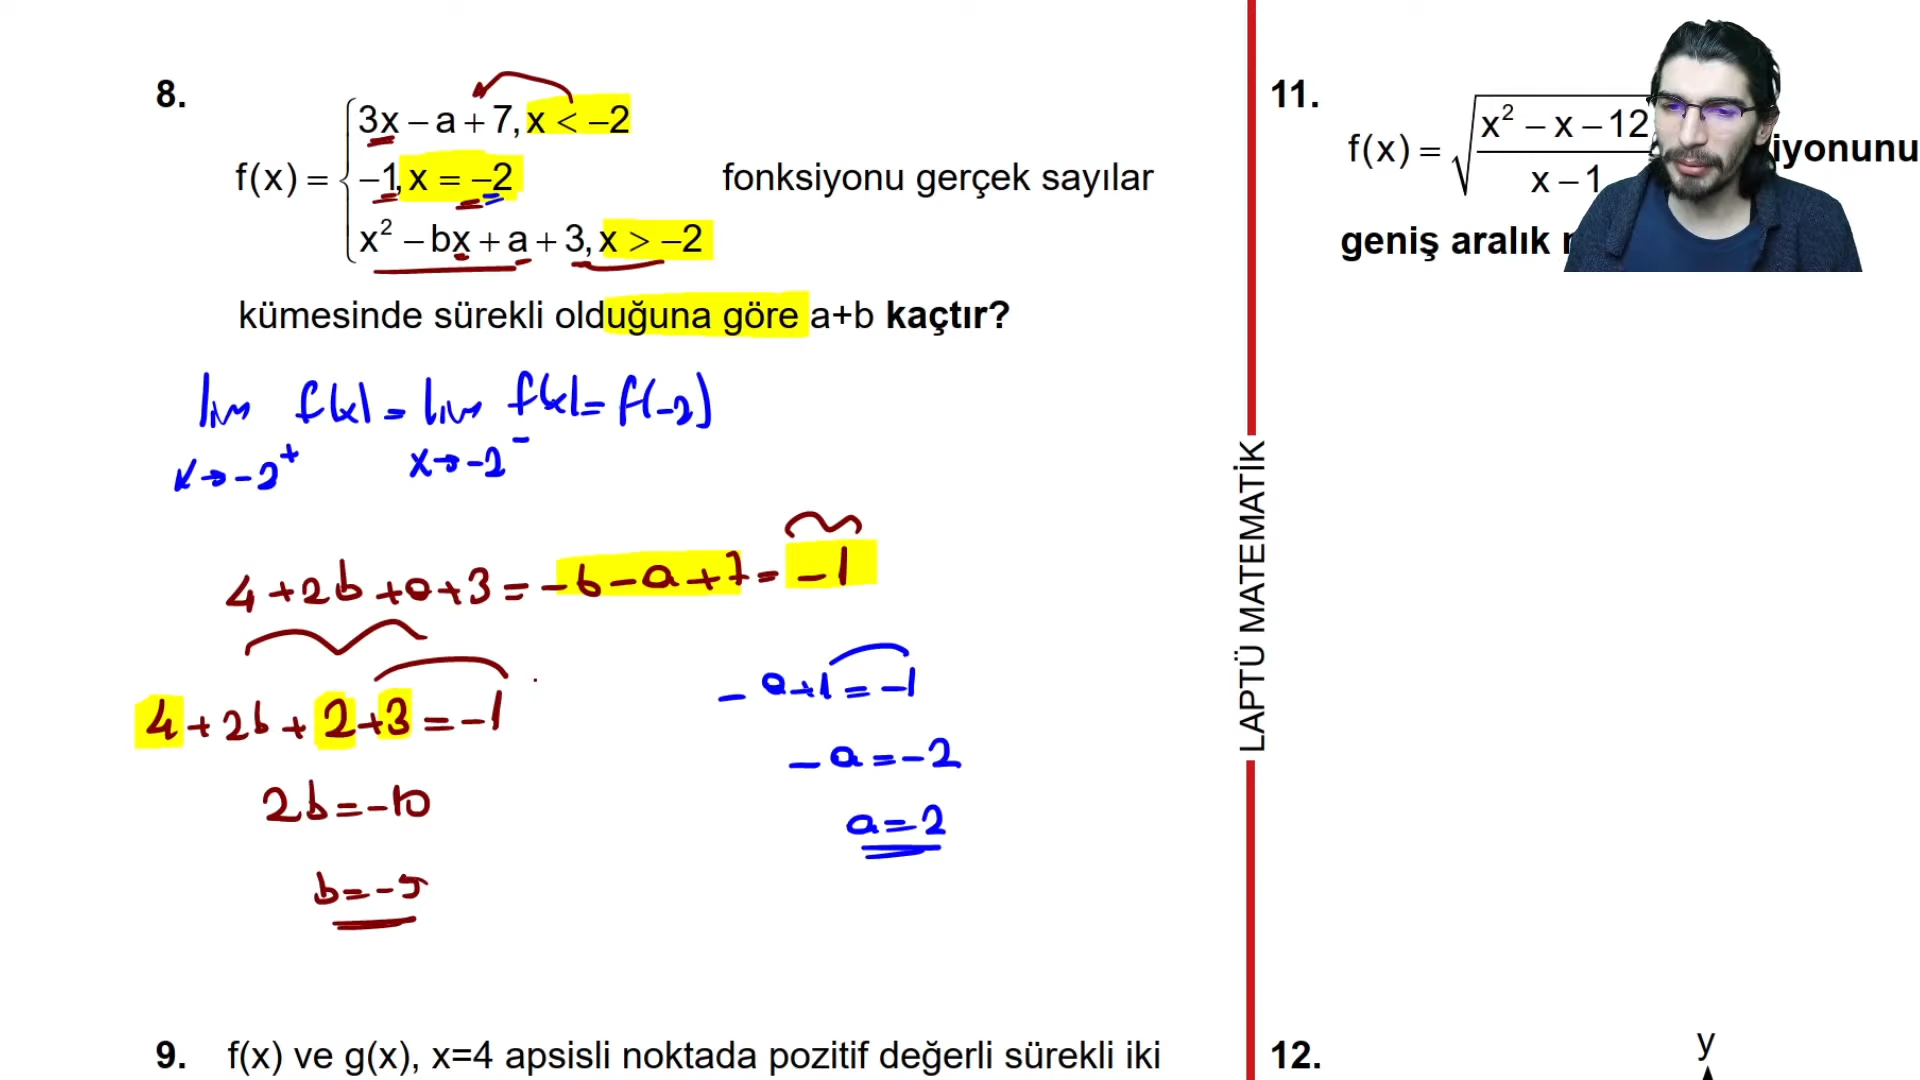 8.
f(x) = { 3x − a + 7, x < −2
−1, x = −2
x² − bx + a + 3, x > −2
fonksiyonu gerçek sayılar
kümesinde sürekli olduğuna göre a+b kaçtır?
lim f(x) = lim f(x) = f(-2)
x→-2⁺ x→-2⁻
4+2b+a+3 = -6-a+7 = -1
4+2b+2+3=-1
2b=-10
b=-5
-a+1=-1
-a=-2
a=2
9. f(x) ve g(x), x=4 apsisli noktada pozitif değerli sürekli iki
LAPTÜ MATEMATİK
11.
f(x) = √((x² − x − 12)/(x − 1))
geniş aralık
12.
y